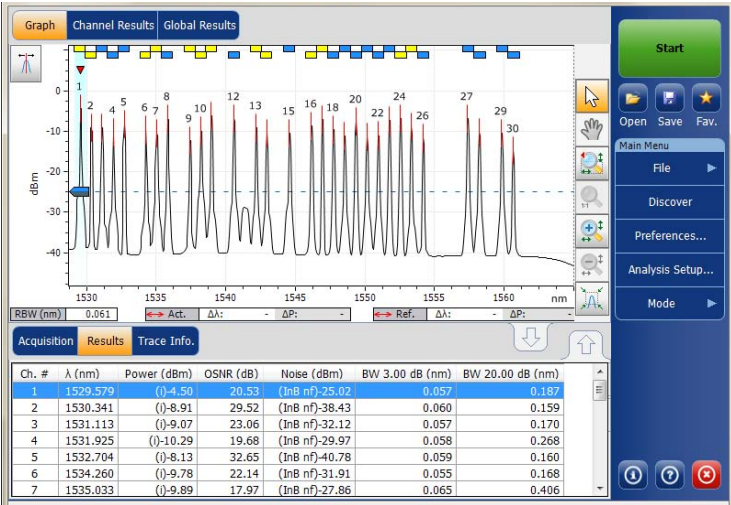 Graph Channel Results Global Results
Start
Open Save Fav.
Main Menu
File
Discover
Preferences...
Analysis Setup...
Mode
0
-10
-20
-30
-40
dBm
1 2 4 5 6 7 8 9 10 12 13 15 16 18 20 22 24 26 27 29 30
1530 1535 1540 1545 1550 1555 1560 nm
RBW (nm) 0.061 Act. Δλ: - ΔP: - Ref. Δλ: - ΔP: -
1:1
Acquisition Results Trace Info.
Ch. # λ (nm) Power (dBm) OSNR (dB) Noise (dBm) BW 3.00 dB (nm) BW 20.00 dB (nm)
1 1529.579 (i)-4.50 20.53 (InB nf)-25.02 0.057 0.187
2 1530.341 (i)-8.91 29.52 (InB nf)-38.43 0.060 0.159
3 1531.113 (i)-9.07 23.06 (InB nf)-32.12 0.057 0.170
4 1531.925 (i)-10.29 19.68 (InB nf)-29.97 0.058 0.268
5 1532.704 (i)-8.13 32.65 (InB nf)-40.78 0.059 0.160
6 1534.260 (i)-9.78 22.14 (InB nf)-31.91 0.055 0.168
7 1535.033 (i)-9.89 17.97 (InB nf)-27.86 0.065 0.406